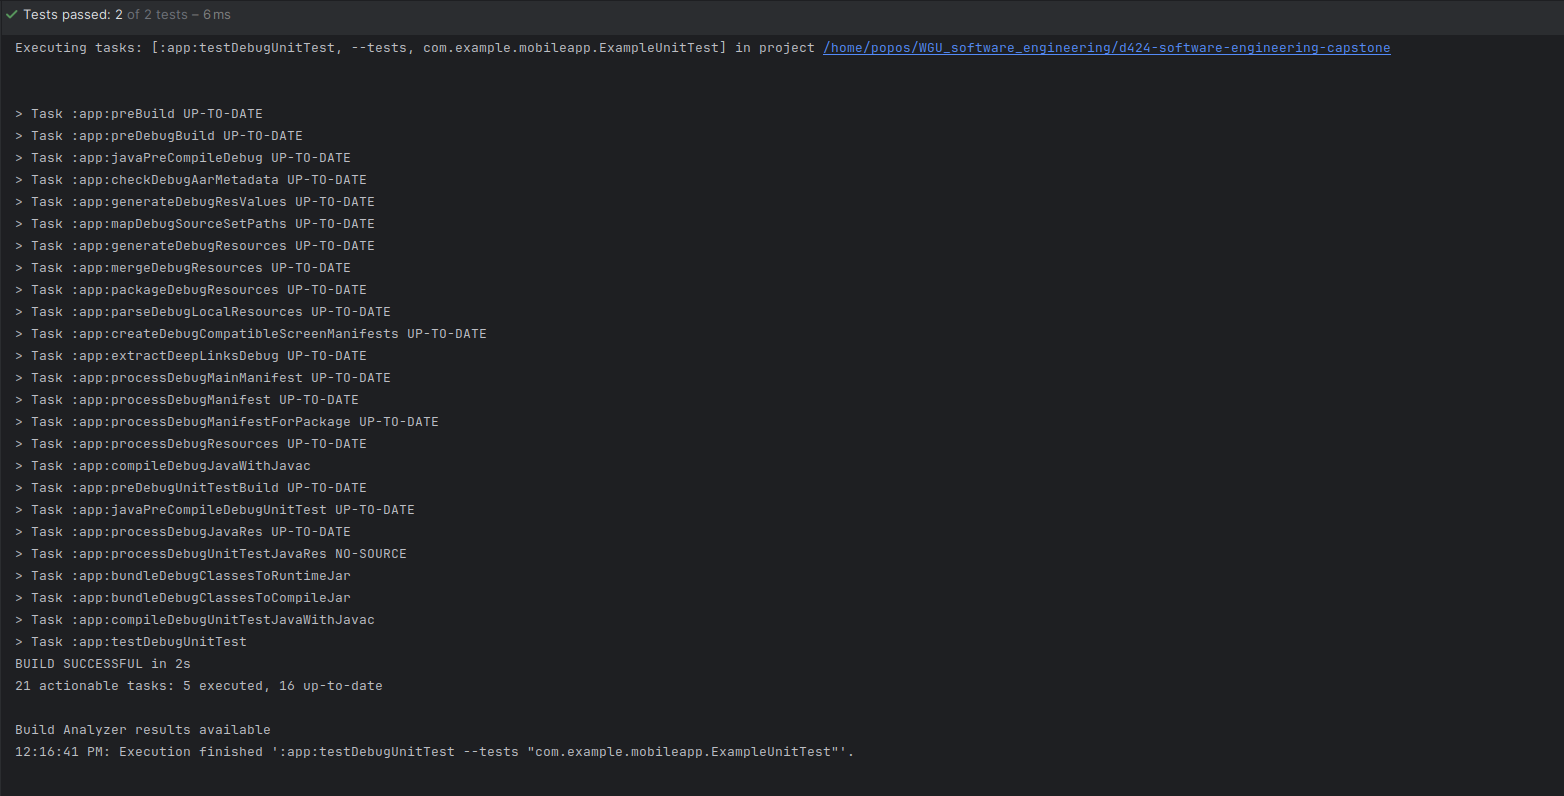 Tests passed: 2 of 2 tests – 6 ms
Executing tasks: [:app:testDebugUnitTest, --tests, com.example.mobileapp.ExampleUnitTest] in project /home/popos/WGU_software_engineering/d424-software-engineering-capstone
> Task :app:preBuild UP-TO-DATE
> Task :app:preDebugBuild UP-TO-DATE
> Task :app:javaPreCompileDebug UP-TO-DATE
> Task :app:checkDebugAarMetadata UP-TO-DATE
> Task :app:generateDebugResValues UP-TO-DATE
> Task :app:mapDebugSourceSetPaths UP-TO-DATE
> Task :app:generateDebugResources UP-TO-DATE
> Task :app:mergeDebugResources UP-TO-DATE
> Task :app:packageDebugResources UP-TO-DATE
> Task :app:parseDebugLocalResources UP-TO-DATE
> Task :app:createDebugCompatibleScreenManifests UP-TO-DATE
> Task :app:extractDeepLinksDebug UP-TO-DATE
> Task :app:processDebugMainManifest UP-TO-DATE
> Task :app:processDebugManifest UP-TO-DATE
> Task :app:processDebugManifestForPackage UP-TO-DATE
> Task :app:processDebugResources UP-TO-DATE
> Task :app:compileDebugJavaWithJavac
> Task :app:preDebugUnitTestBuild UP-TO-DATE
> Task :app:javaPreCompileDebugUnitTest UP-TO-DATE
> Task :app:processDebugJavaRes UP-TO-DATE
> Task :app:processDebugUnitTestJavaRes NO-SOURCE
> Task :app:bundleDebugClassesToRuntimeJar
> Task :app:bundleDebugClassesToCompileJar
> Task :app:compileDebugUnitTestJavaWithJavac
> Task :app:testDebugUnitTest
BUILD SUCCESSFUL in 2s
21 actionable tasks: 5 executed, 16 up-to-date
Build Analyzer results available
12:16:41 PM: Execution finished ':app:testDebugUnitTest --tests "com.example.mobileapp.ExampleUnitTest"'.